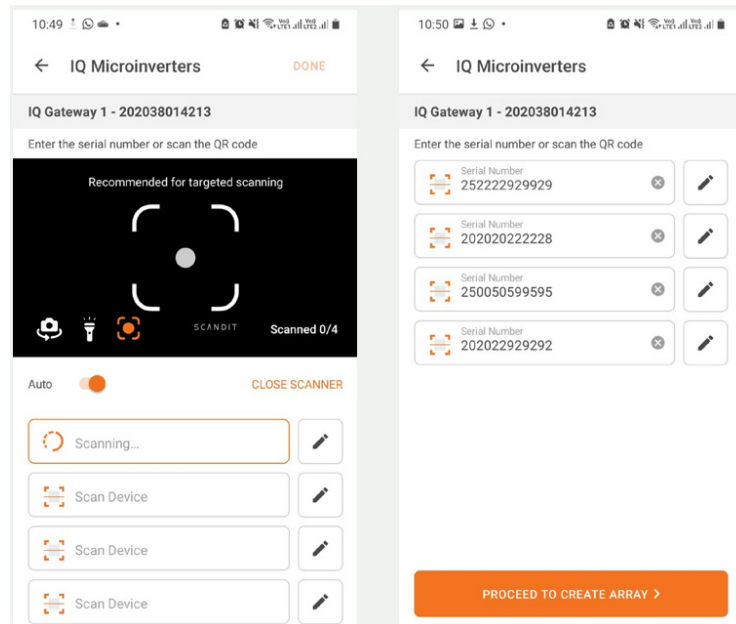 10:49
IQ Microinverters
DONE
IQ Gateway 1 - 202038014213
Enter the serial number or scan the QR code
Recommended for targeted scanning
SCANDIT
Scanned 0/4
Auto
CLOSE SCANNER
Scanning...
Scan Device
Scan Device
Scan Device
10:50
IQ Microinverters
IQ Gateway 1 - 202038014213
Enter the serial number or scan the QR code
Serial Number
252222929929
Serial Number
202020222228
Serial Number
250050599595
Serial Number
202022929292
PROCEED TO CREATE ARRAY